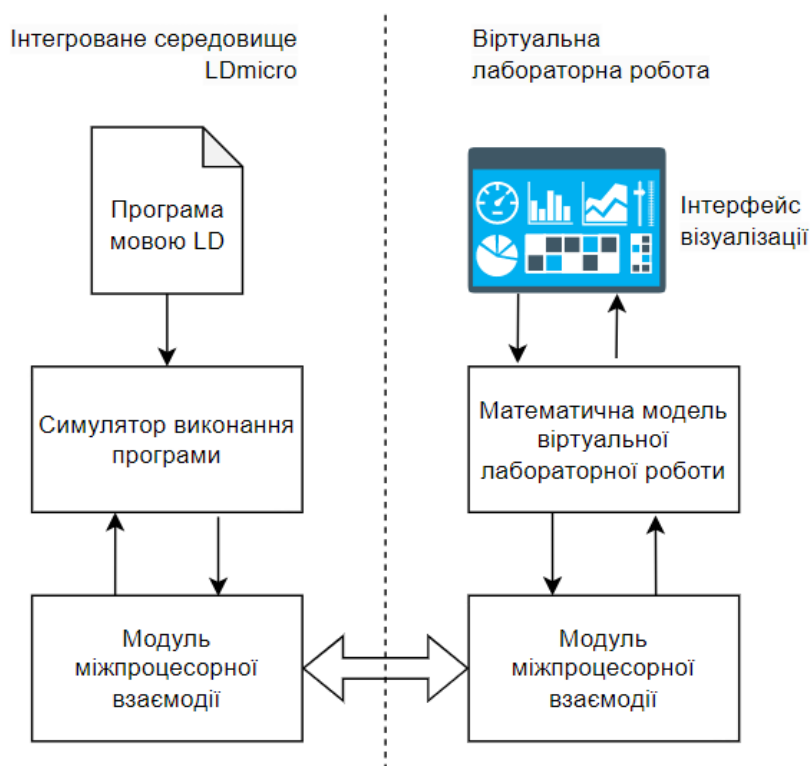 Інтегроване середовище
LDmicro
Віртуальна
лабораторна робота
Програма
мовою LD
Інтерфейс
візуалізації
Симулятор виконання
програми
Математична модель
віртуальної
лабораторної роботи
Модуль
міжпроцесорної
взаємодії
Модуль
міжпроцесорної
взаємодії